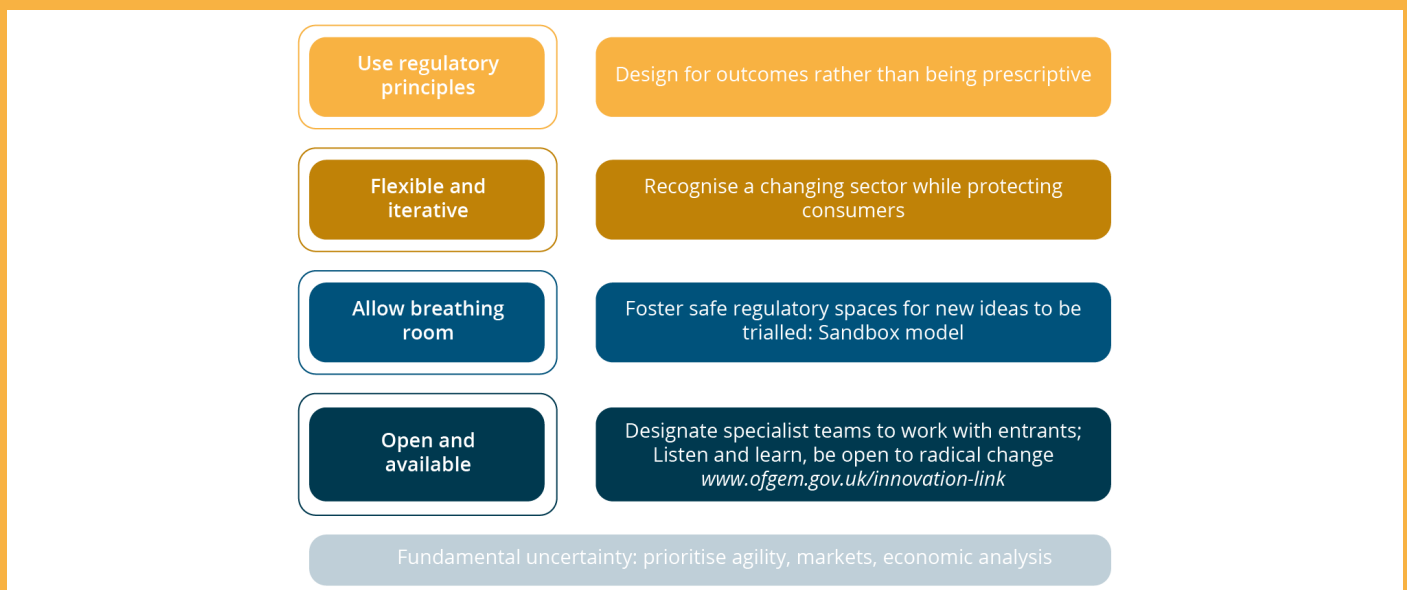 Use regulatory
principles
Design for outcomes rather than being prescriptive
Flexible and
iterative
Recognise a changing sector while protecting
consumers
Allow breathing
room
Foster safe regulatory spaces for new ideas to be
trialled: Sandbox model
Open and
available
Designate specialist teams to work with entrants;
Listen and learn, be open to radical change
www.ofgem.gov.uk/innovation-link
Fundamental uncertainty: prioritise agility, markets, economic analysis